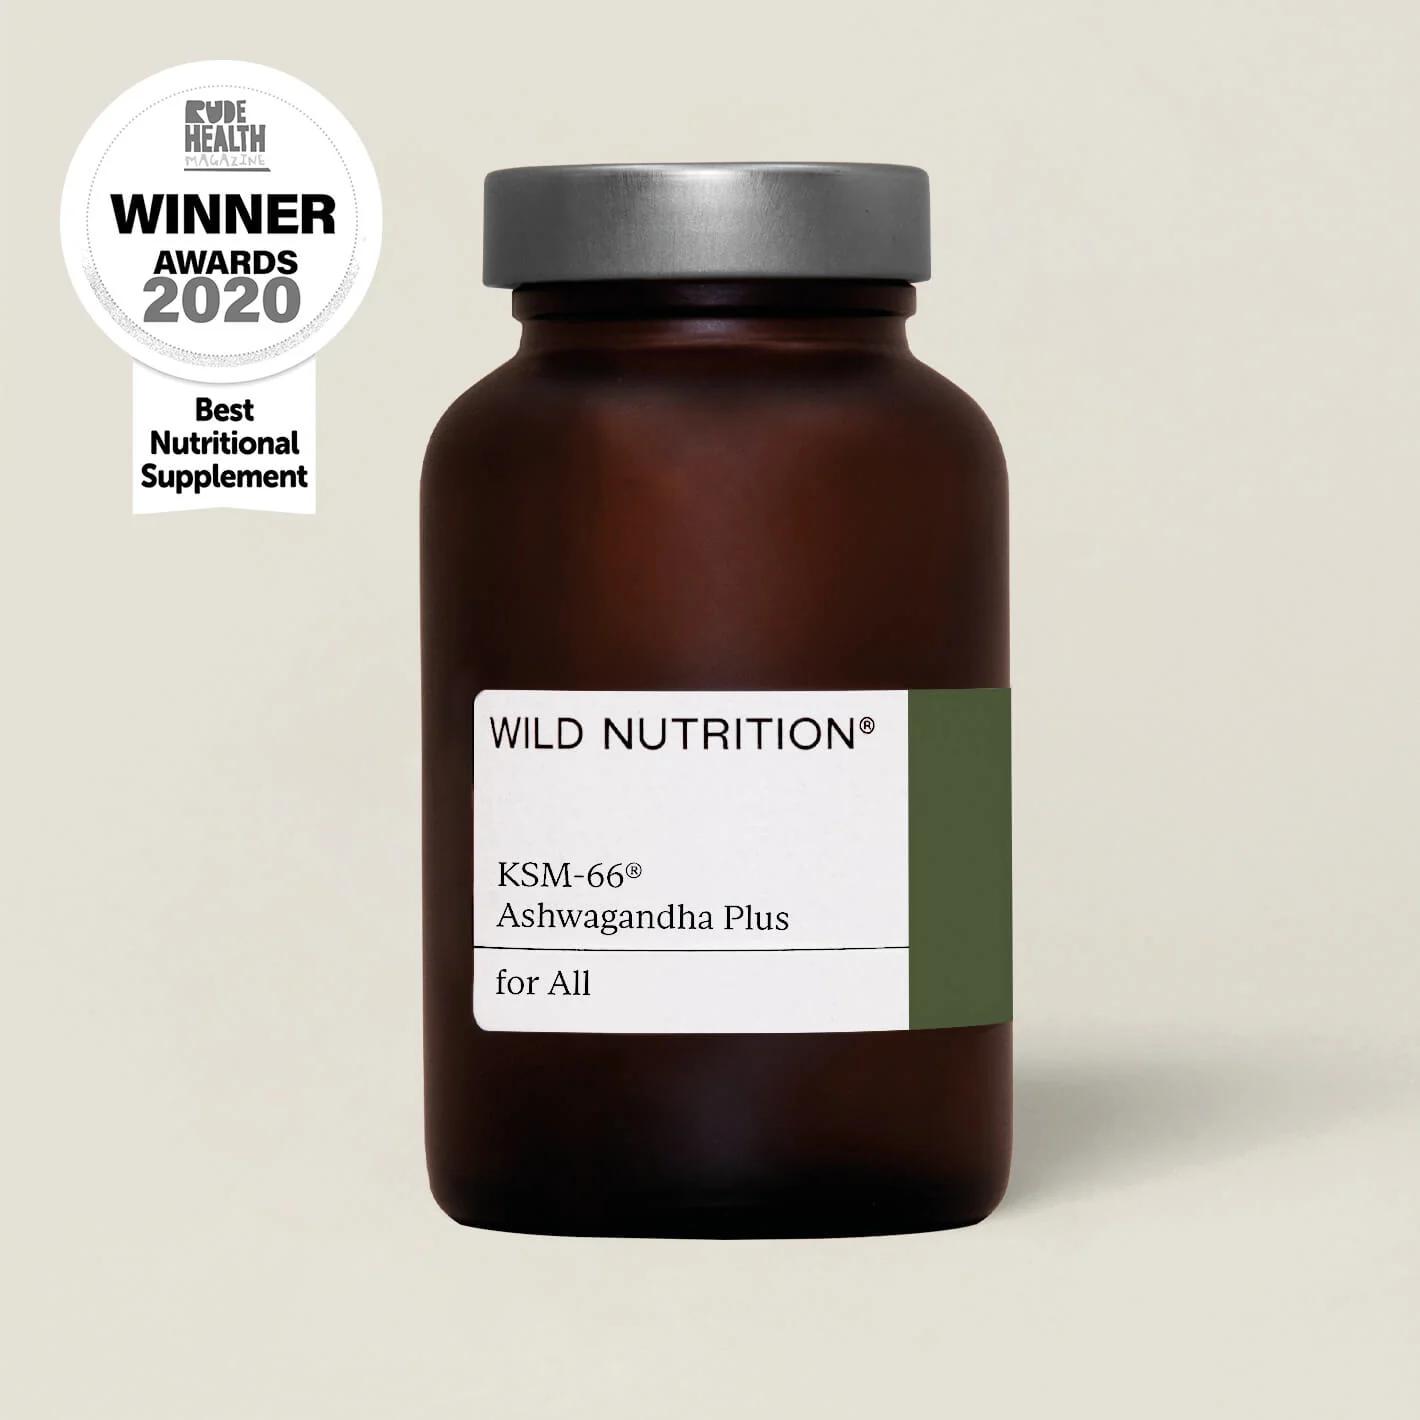 RUDE
HEALTH
MAGAZINE
WINNER
AWARDS
2020
Best
Nutritional
Supplement
WILD NUTRITION®
KSM-66®
Ashwagandha Plus
for All